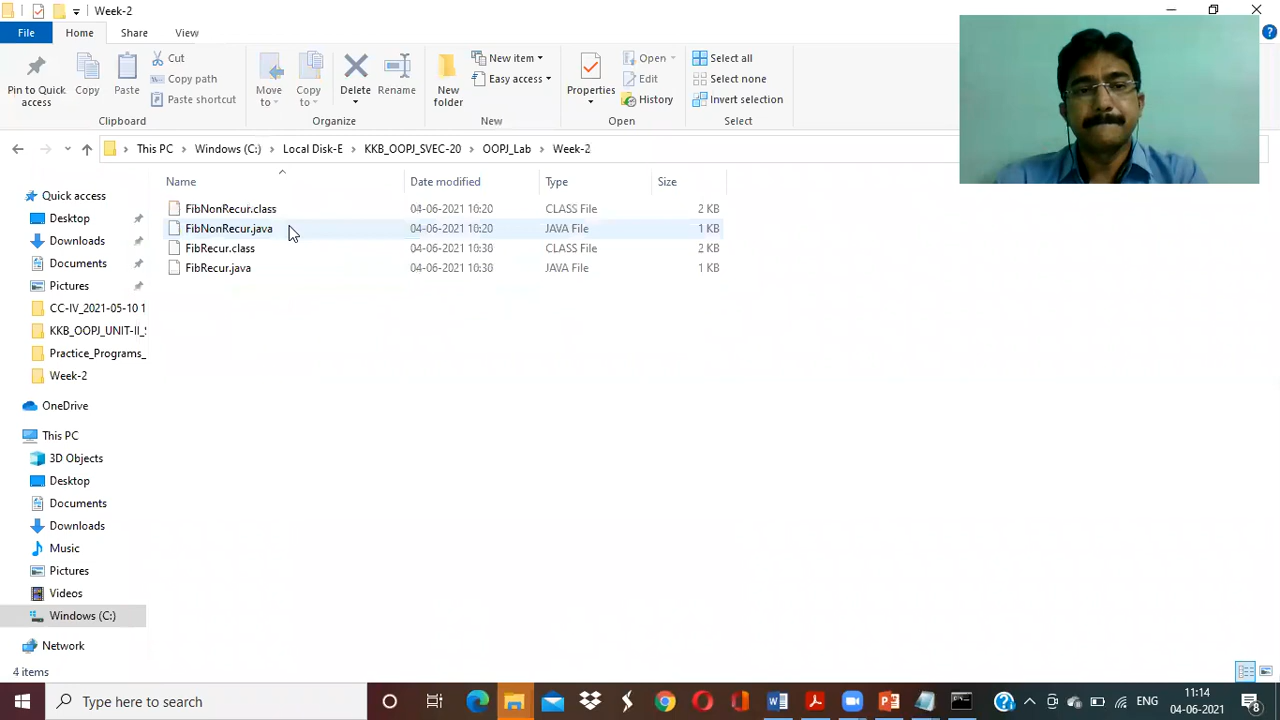 Week-2
File Home Share View
Pin to Quick access
Copy
Paste
Cut
Copy path
Paste shortcut
Clipboard
Move to
Copy to
Delete
Rename
Organize
New folder
New item
Easy access
New
Properties
Open
Edit
History
Open
Select all
Select none
Invert selection
Select
This PC > Windows (C:) > Local Disk-E > KKB_OOPJ_SVEC-20 > OOPJ_Lab > Week-2
Name Date modified Type Size
FibNonRecur.class 04-06-2021 10:20 CLASS File 2 KB
FibNonRecur.java 04-06-2021 10:20 JAVA File 1 KB
FibRecur.class 04-06-2021 10:30 CLASS File 2 KB
FibRecur.java 04-06-2021 10:30 JAVA File 1 KB
Quick access
Desktop
Downloads
Documents
Pictures
CC-IV_2021-05-10 1
KKB_OOPJ_UNIT-II_S
Practice_Programs_
Week-2
OneDrive
This PC
3D Objects
Desktop
Documents
Downloads
Music
Pictures
Videos
Windows (C:)
Network
4 items
Type here to search
ENG
11:14
04-06-2021
8